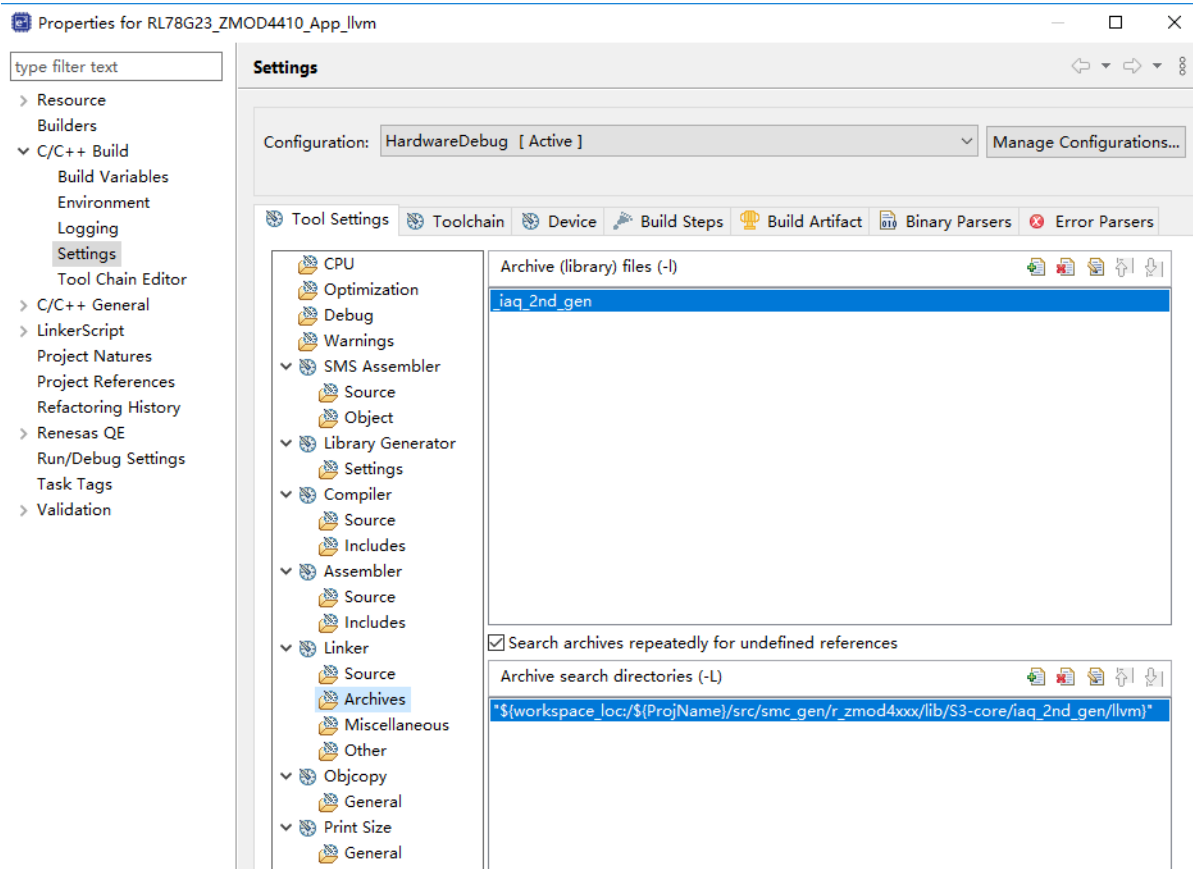 Properties for RL78G23_ZMOD4410_App_llvm
type filter text
Settings
Resource
Builders
C/C++ Build
Build Variables
Environment
Logging
Settings
Tool Chain Editor
C/C++ General
LinkerScript
Project Natures
Project References
Refactoring History
Renesas QE
Run/Debug Settings
Task Tags
Validation
Configuration: HardwareDebug [ Active ] Manage Configurations...
Tool Settings Toolchain Device Build Steps Build Artifact Binary Parsers Error Parsers
CPU
Optimization
Debug
Warnings
SMS Assembler
Source
Object
Library Generator
Settings
Compiler
Source
Includes
Assembler
Source
Includes
Linker
Source
Archives
Miscellaneous
Other
Objcopy
General
Print Size
General
Archive (library) files (-l)
_iaq_2nd_gen
Search archives repeatedly for undefined references
Archive search directories (-L)
"${workspace_loc:/${ProjName}/src/smc_gen/r_zmod4xxx/lib/S3-core/iaq_2nd_gen/llvm}"